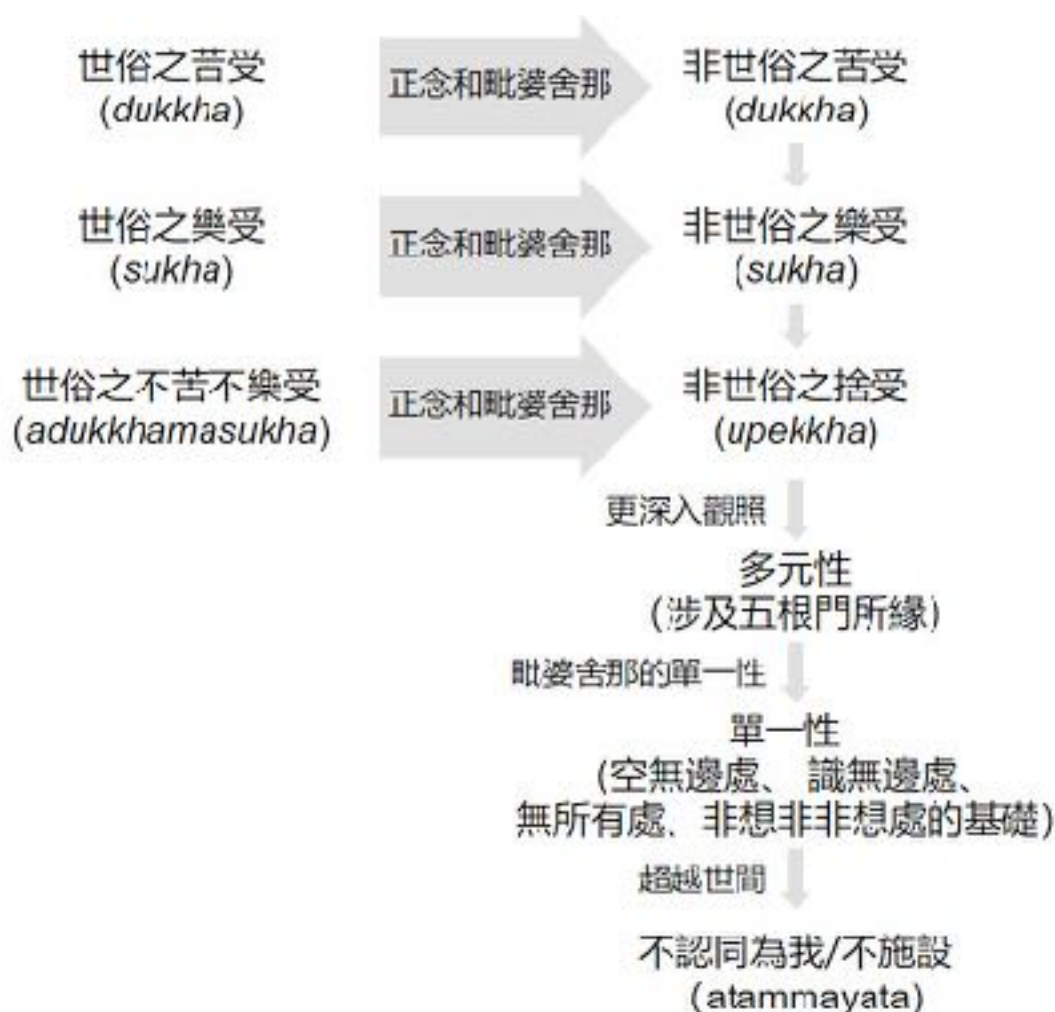 世俗之苦受
(dukkha)
正念和毗婆舍那
非世俗之苦受
(dukkha)
世俗之樂受
(sukha)
正念和毗婆舍那
非世俗之樂受
(sukha)
世俗之不苦不樂受
(adukkhamasukha)
正念和毗婆舍那
非世俗之捨受
(upekkha)
更深入觀照
多元性
(涉及五根門所緣)
毗婆舍那的單一性
單一性
(空無邊處、識無邊處、
無所有處、非想非非想處的基礎)
超越世間
不認同為我/不施設
(atammayata)